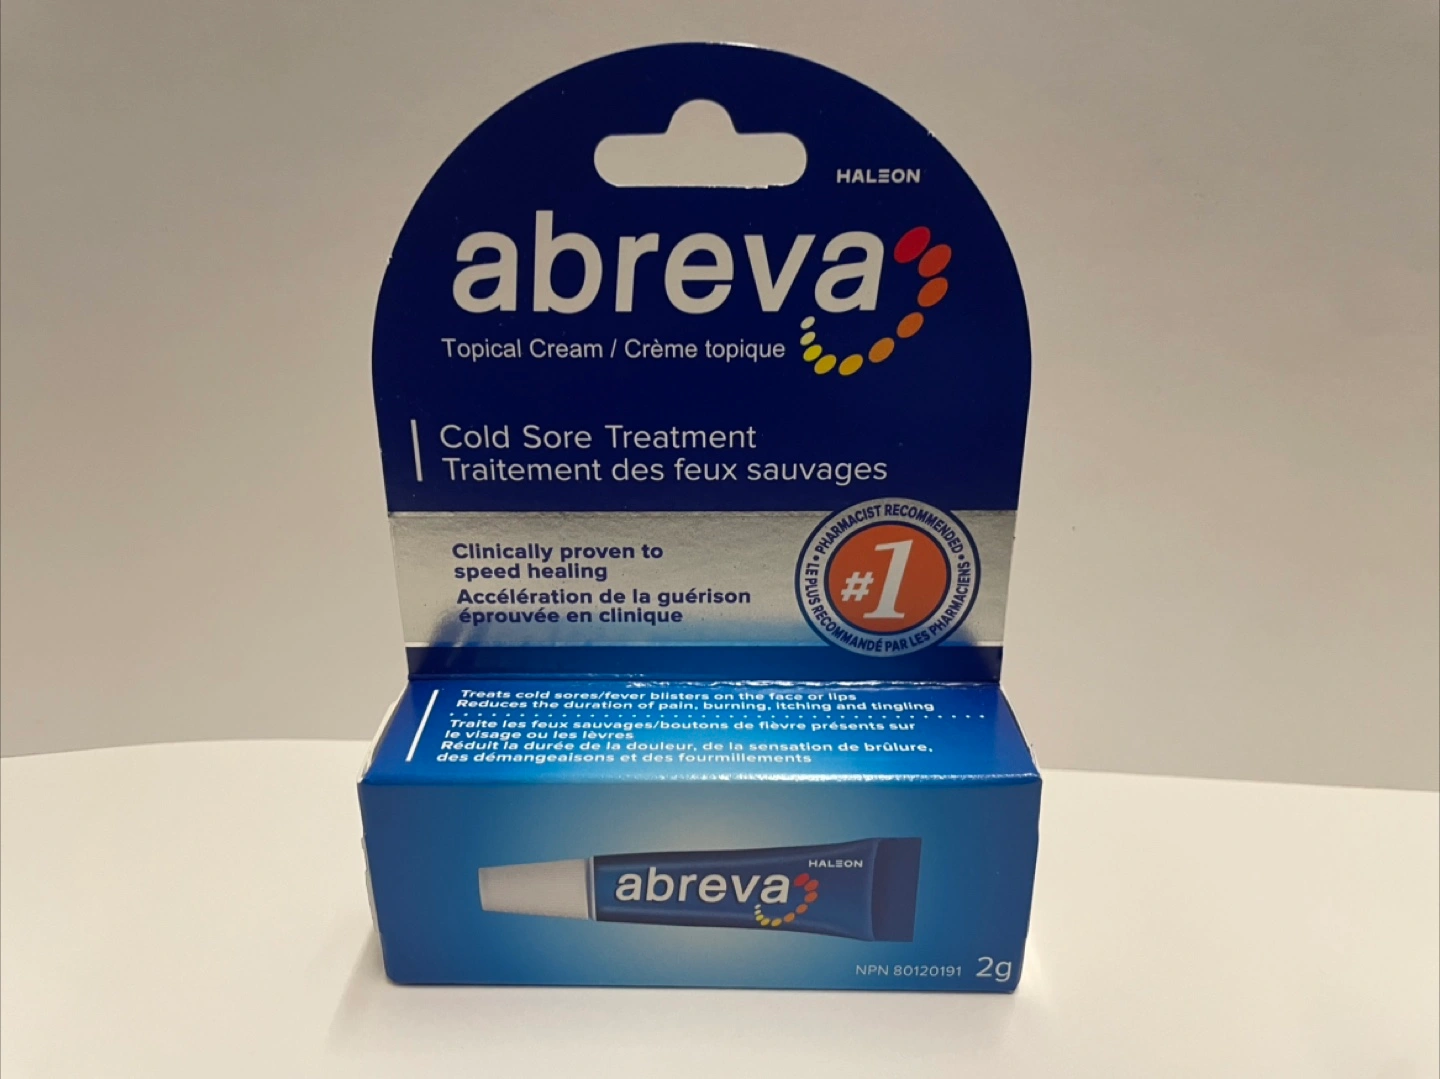 HALEON
abreva
Topical Cream / Crème topique
Cold Sore Treatment
Traitement des feux sauvages
Clinically proven to
speed healing
Accélération de la guérison
éprouvée en clinique
• PHARMACIST RECOMMENDED •
LE PLUS RECOMMANDÉ PAR LES PHARMACIENS
#1
Treats cold sores/fever blisters on the face or lips
Reduces the duration of pain, burning, itching and tingling
Traite les feux sauvages/boutons de fièvre présents sur
le visage ou les lèvres
Réduit la durée de la douleur, de la sensation de brûlure,
des démangeaisons et des fourmillements
HALEON
abreva
NPN 80120191 2g